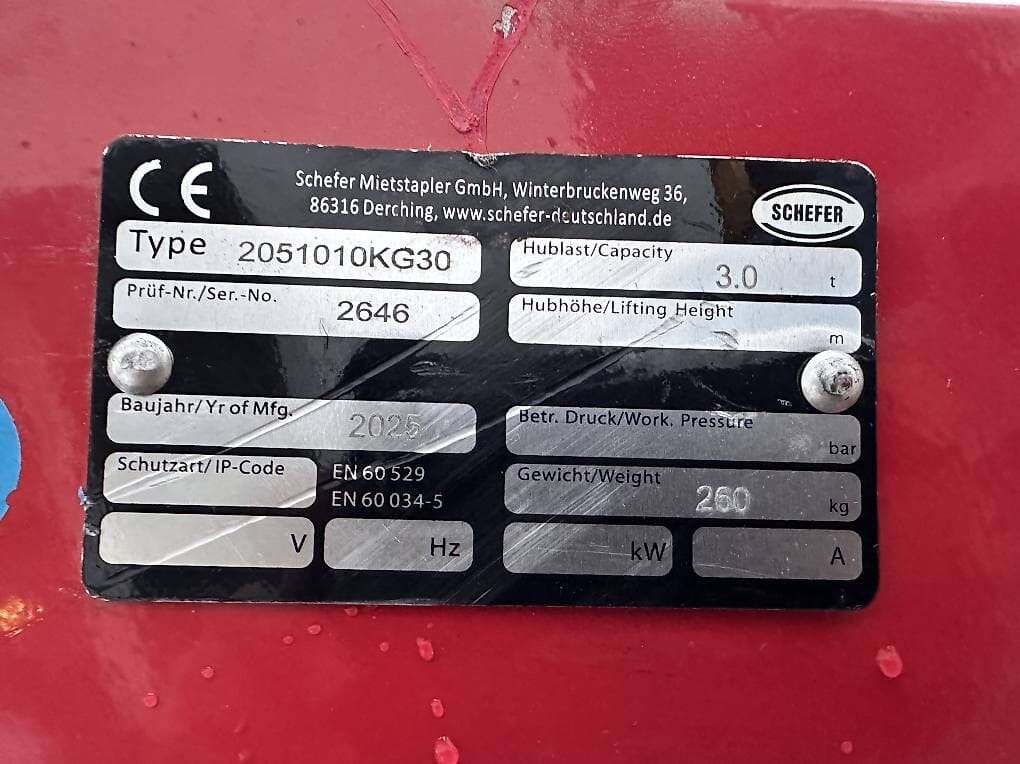 CE
Schefer Mietstapler GmbH, Winterbruckenweg 36,
86316 Derching, www.schefer-deutschland.de
SCHEFER
Type 2051010KG30
Hublast/Capacity 3.0 t
Prüf-Nr./Ser.-No. 2646
Hubhöhe/Lifting Height m
Baujahr/Yr of Mfg. 2025
Betr. Druck/Work. Pressure bar
Schutzart/IP-Code
EN 60 529
EN 60 034-5
Gewicht/Weight 260 kg
V
Hz
kW
A